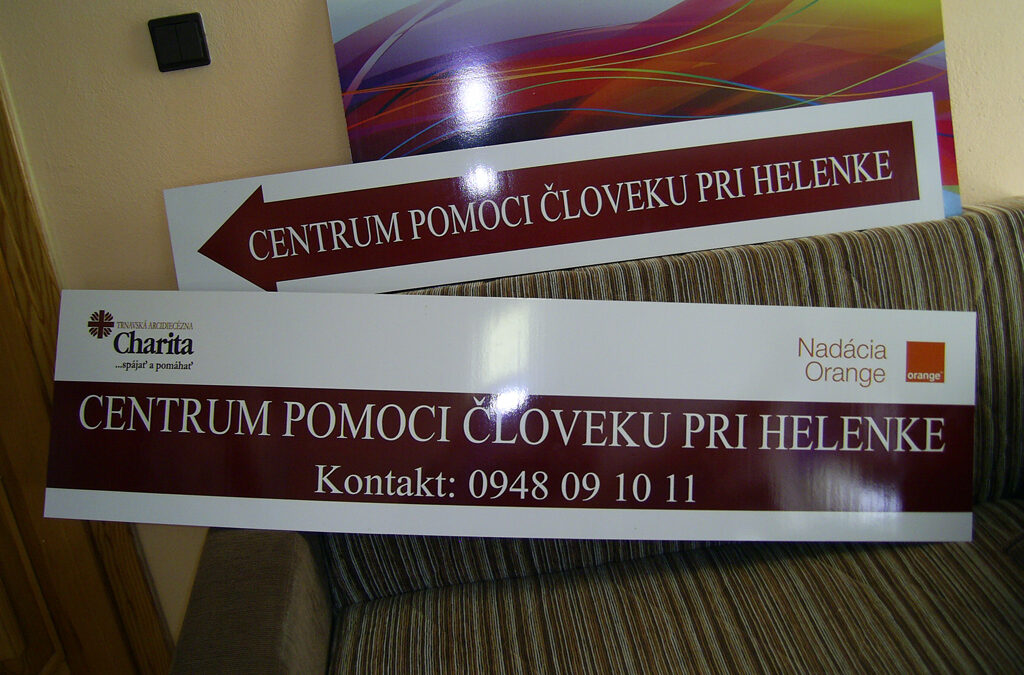 CENTRUM POMOCI ČLOVEKU PRI HELENKE
TRNAVSKÁ ARCIDIECÉZNA
Charita
...spájať a pomáhať
Nadácia
Orange
orange
CENTRUM POMOCI ČLOVEKU PRI HELENKE
Kontakt: 0948 09 10 11